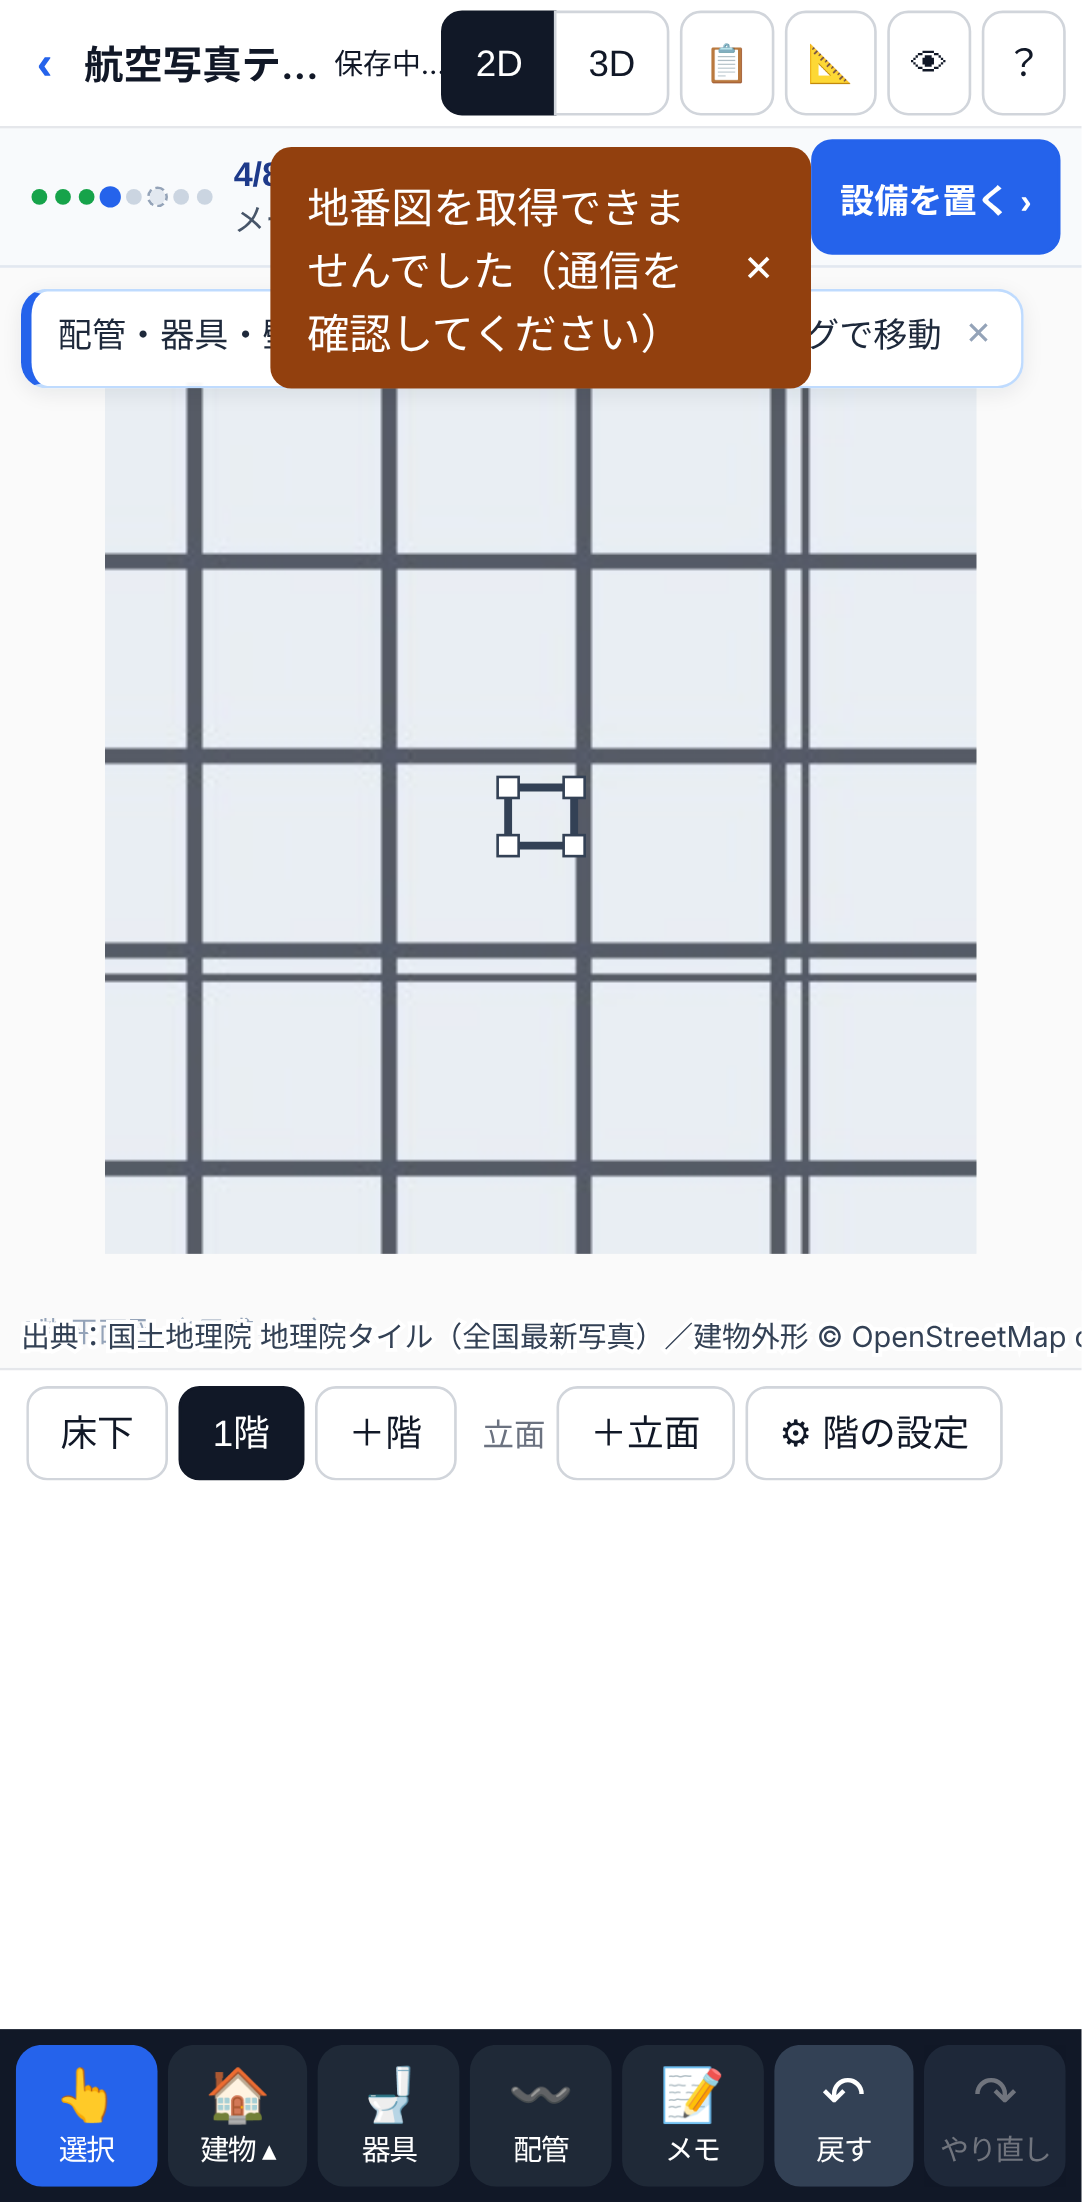 ‹ 航空写真テ… 保存中… 2D 3D ?
4/8
メー
設備を置く ›
地番図を取得できま
せんでした（通信を
確認してください）
×
配管・器具・
グで移動 ×
出典：国土地理院 地理院タイル（全国最新写真）／建物外形 © OpenStreetMap c
床下 1階 ＋階 立面 ＋立面 ⚙ 階の設定
選択 建物▲ 器具 配管 メモ 戻す やり直し